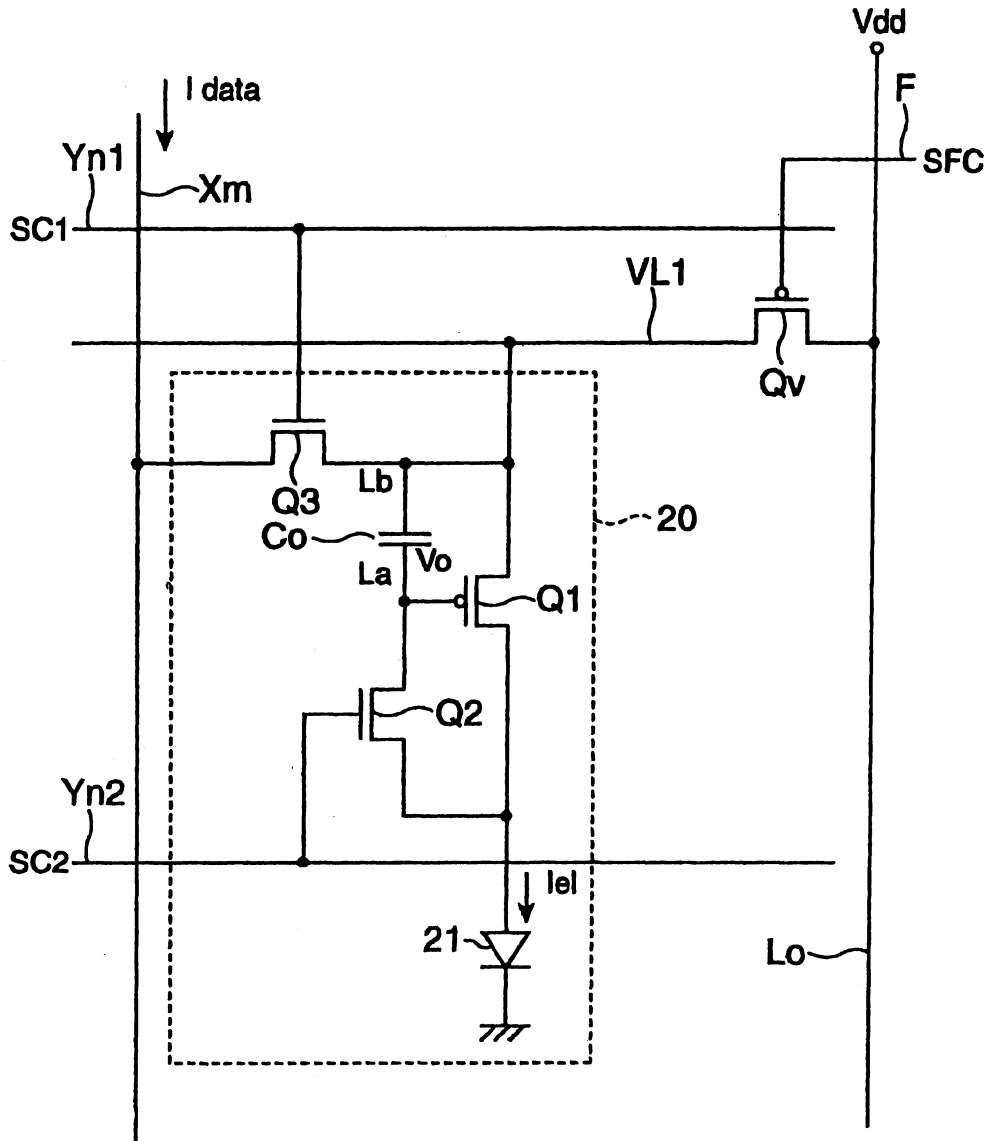 Vdd
I data
F
Yn1
SFC
Xm
SC1
VL1
Qv
Lb
Q3
20
Co
Vo
La
Q1
Q2
Yn2
SC2
Iel
21
Lo